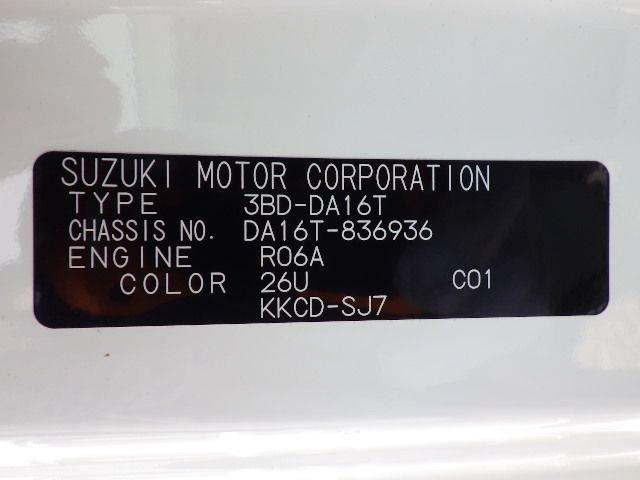 SUZUKI MOTOR CORPORATION
TYPE 3BD-DA16T
CHASSIS NO. DA16T-836936
ENGINE R06A
COLOR 26U C01
KKCD-SJ7